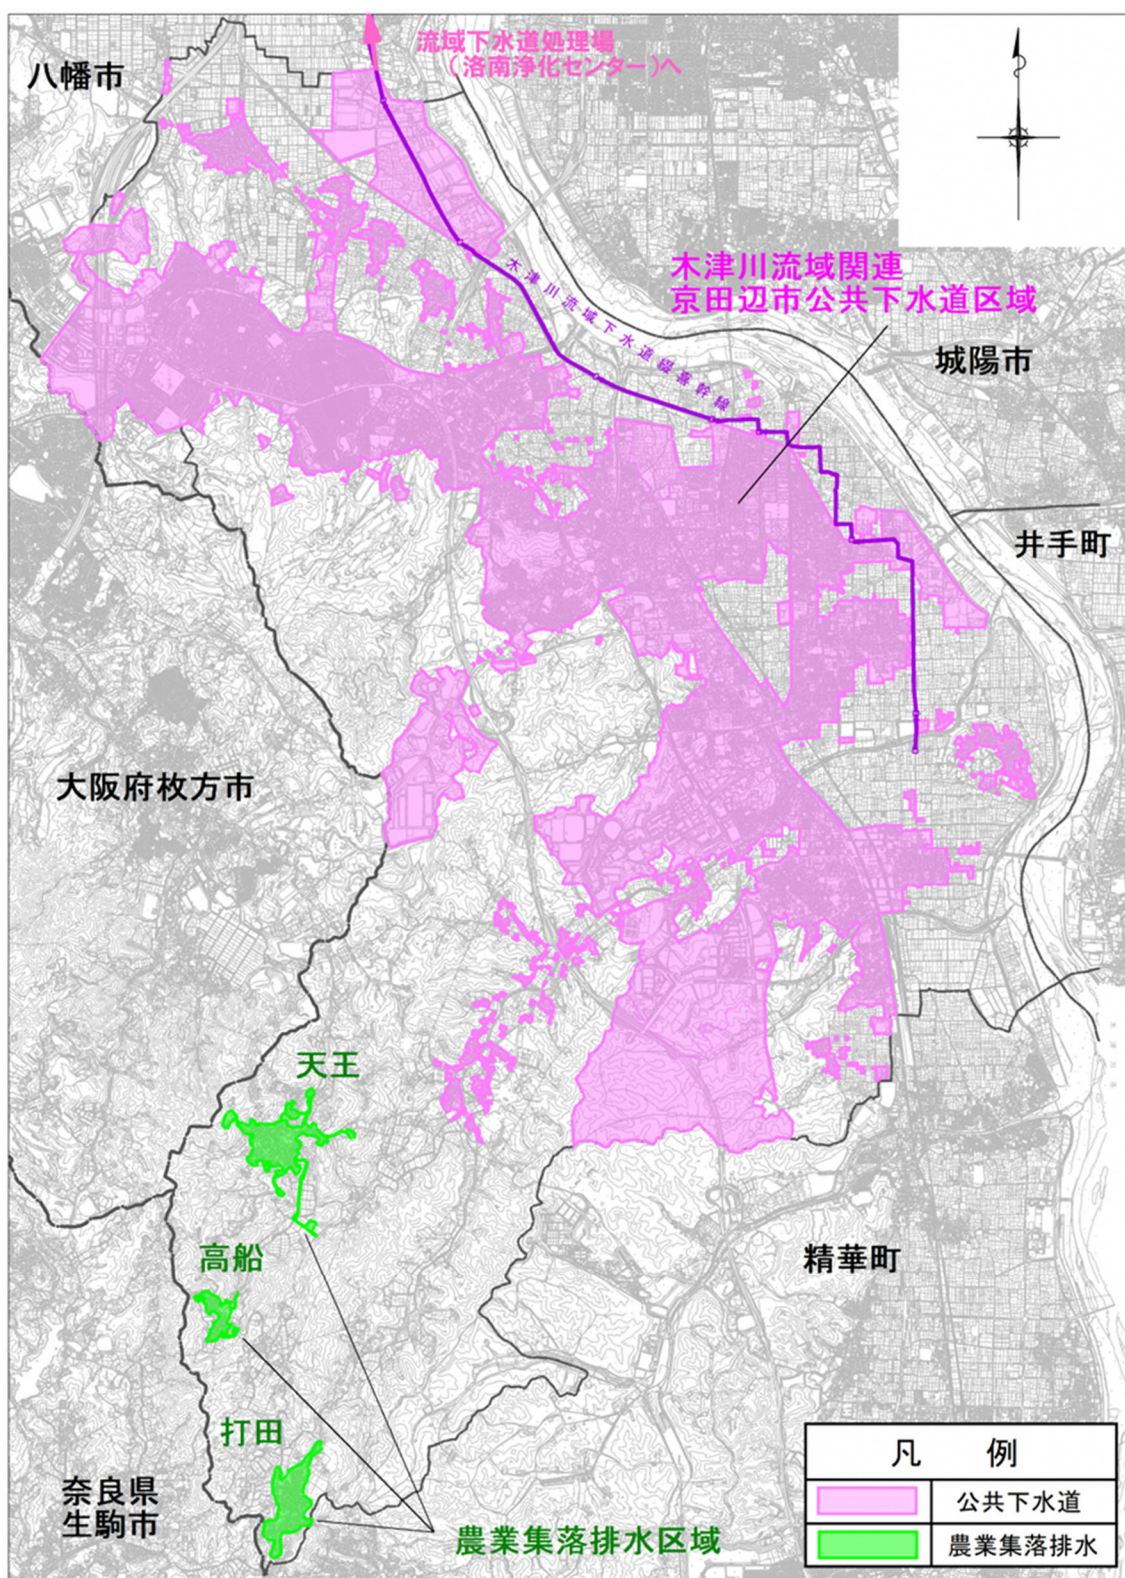 流域下水道処理場
（洛南浄化センター）へ
八幡市
木津川流域下水道綴喜幹線
木津川流域関連
京田辺市公共下水道区域
城陽市
井手町
大阪府枚方市
天王
高船
精華町
打田
奈良県
生駒市
農業集落排水区域
凡 例
公共下水道
農業集落排水